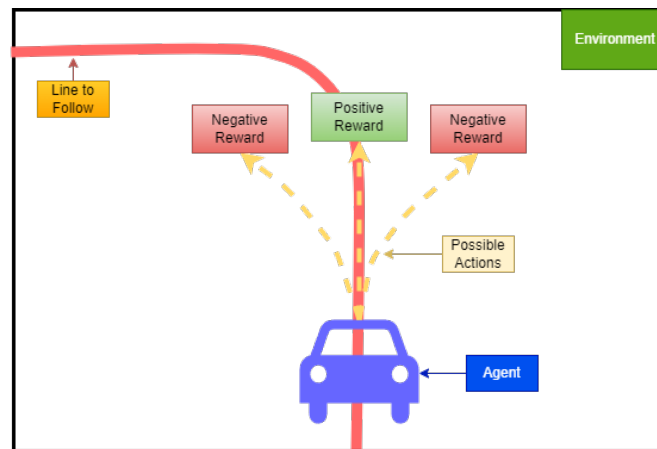 Environment
Line to
Follow
Negative
Reward
Positive
Reward
Negative
Reward
Possible
Actions
Agent